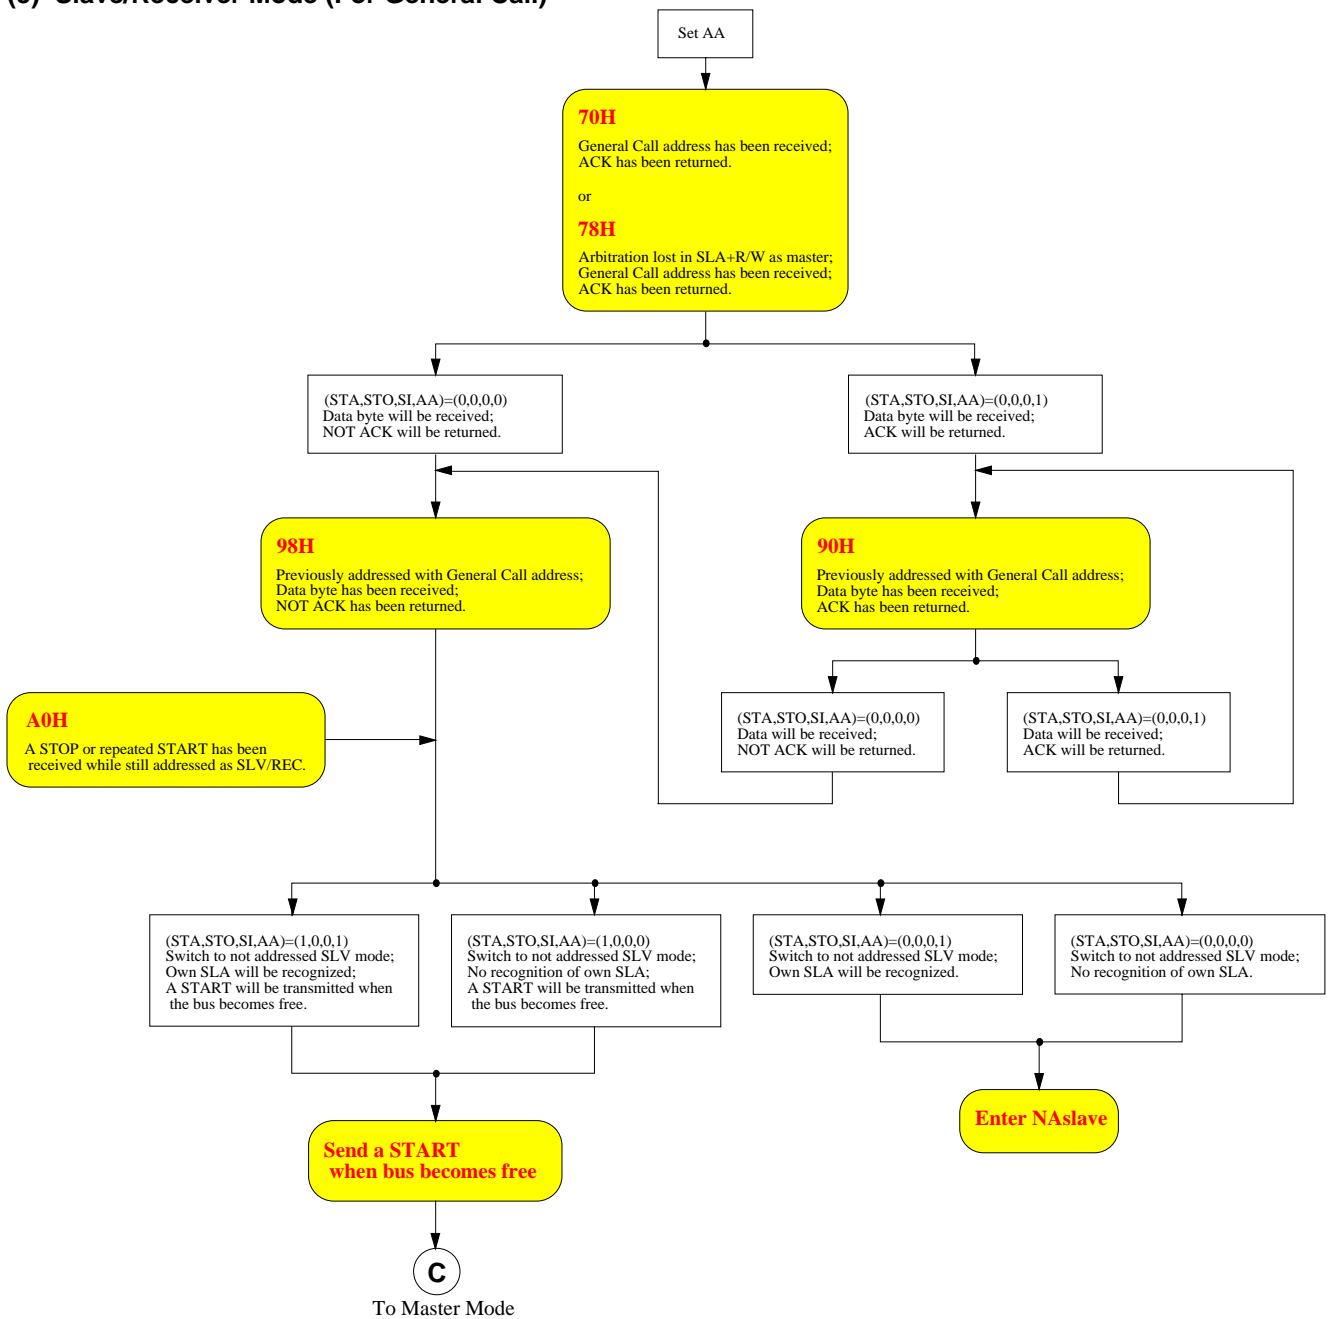 Slave/Receiver Mode (For General Call)
Set AA
70H
General Call address has been received;
ACK has been returned.
or
78H
Arbitration lost in SLA+R/W as master;
General Call address has been received;
ACK has been returned.
(STA,STO,SI,AA)=(0,0,0,0)
Data byte will be received;
NOT ACK will be returned.
(STA,STO,SI,AA)=(0,0,0,1)
Data byte will be received;
ACK will be returned.
98H
Previously addressed with General Call address;
Data byte has been received;
NOT ACK has been returned.
90H
Previously addressed with General Call address;
Data byte has been received;
ACK has been returned.
A0H
A STOP or repeated START has been
received while still addressed as SLV/REC.
(STA,STO,SI,AA)=(0,0,0,0)
Data will be received;
NOT ACK will be returned.
(STA,STO,SI,AA)=(0,0,0,1)
Data will be received;
ACK will be returned.
(STA,STO,SI,AA)=(1,0,0,1)
Switch to not addressed SLV mode;
Own SLA will be recognized;
A START will be transmitted when
the bus becomes free.
(STA,STO,SI,AA)=(1,0,0,0)
Switch to not addressed SLV mode;
No recognition of own SLA;
A START will be transmitted when
the bus becomes free.
(STA,STO,SI,AA)=(0,0,0,1)
Switch to not addressed SLV mode;
Own SLA will be recognized.
(STA,STO,SI,AA)=(0,0,0,0)
Switch to not addressed SLV mode;
No recognition of own SLA.
Enter NAslave
Send a START
when bus becomes free
C
To Master Mode